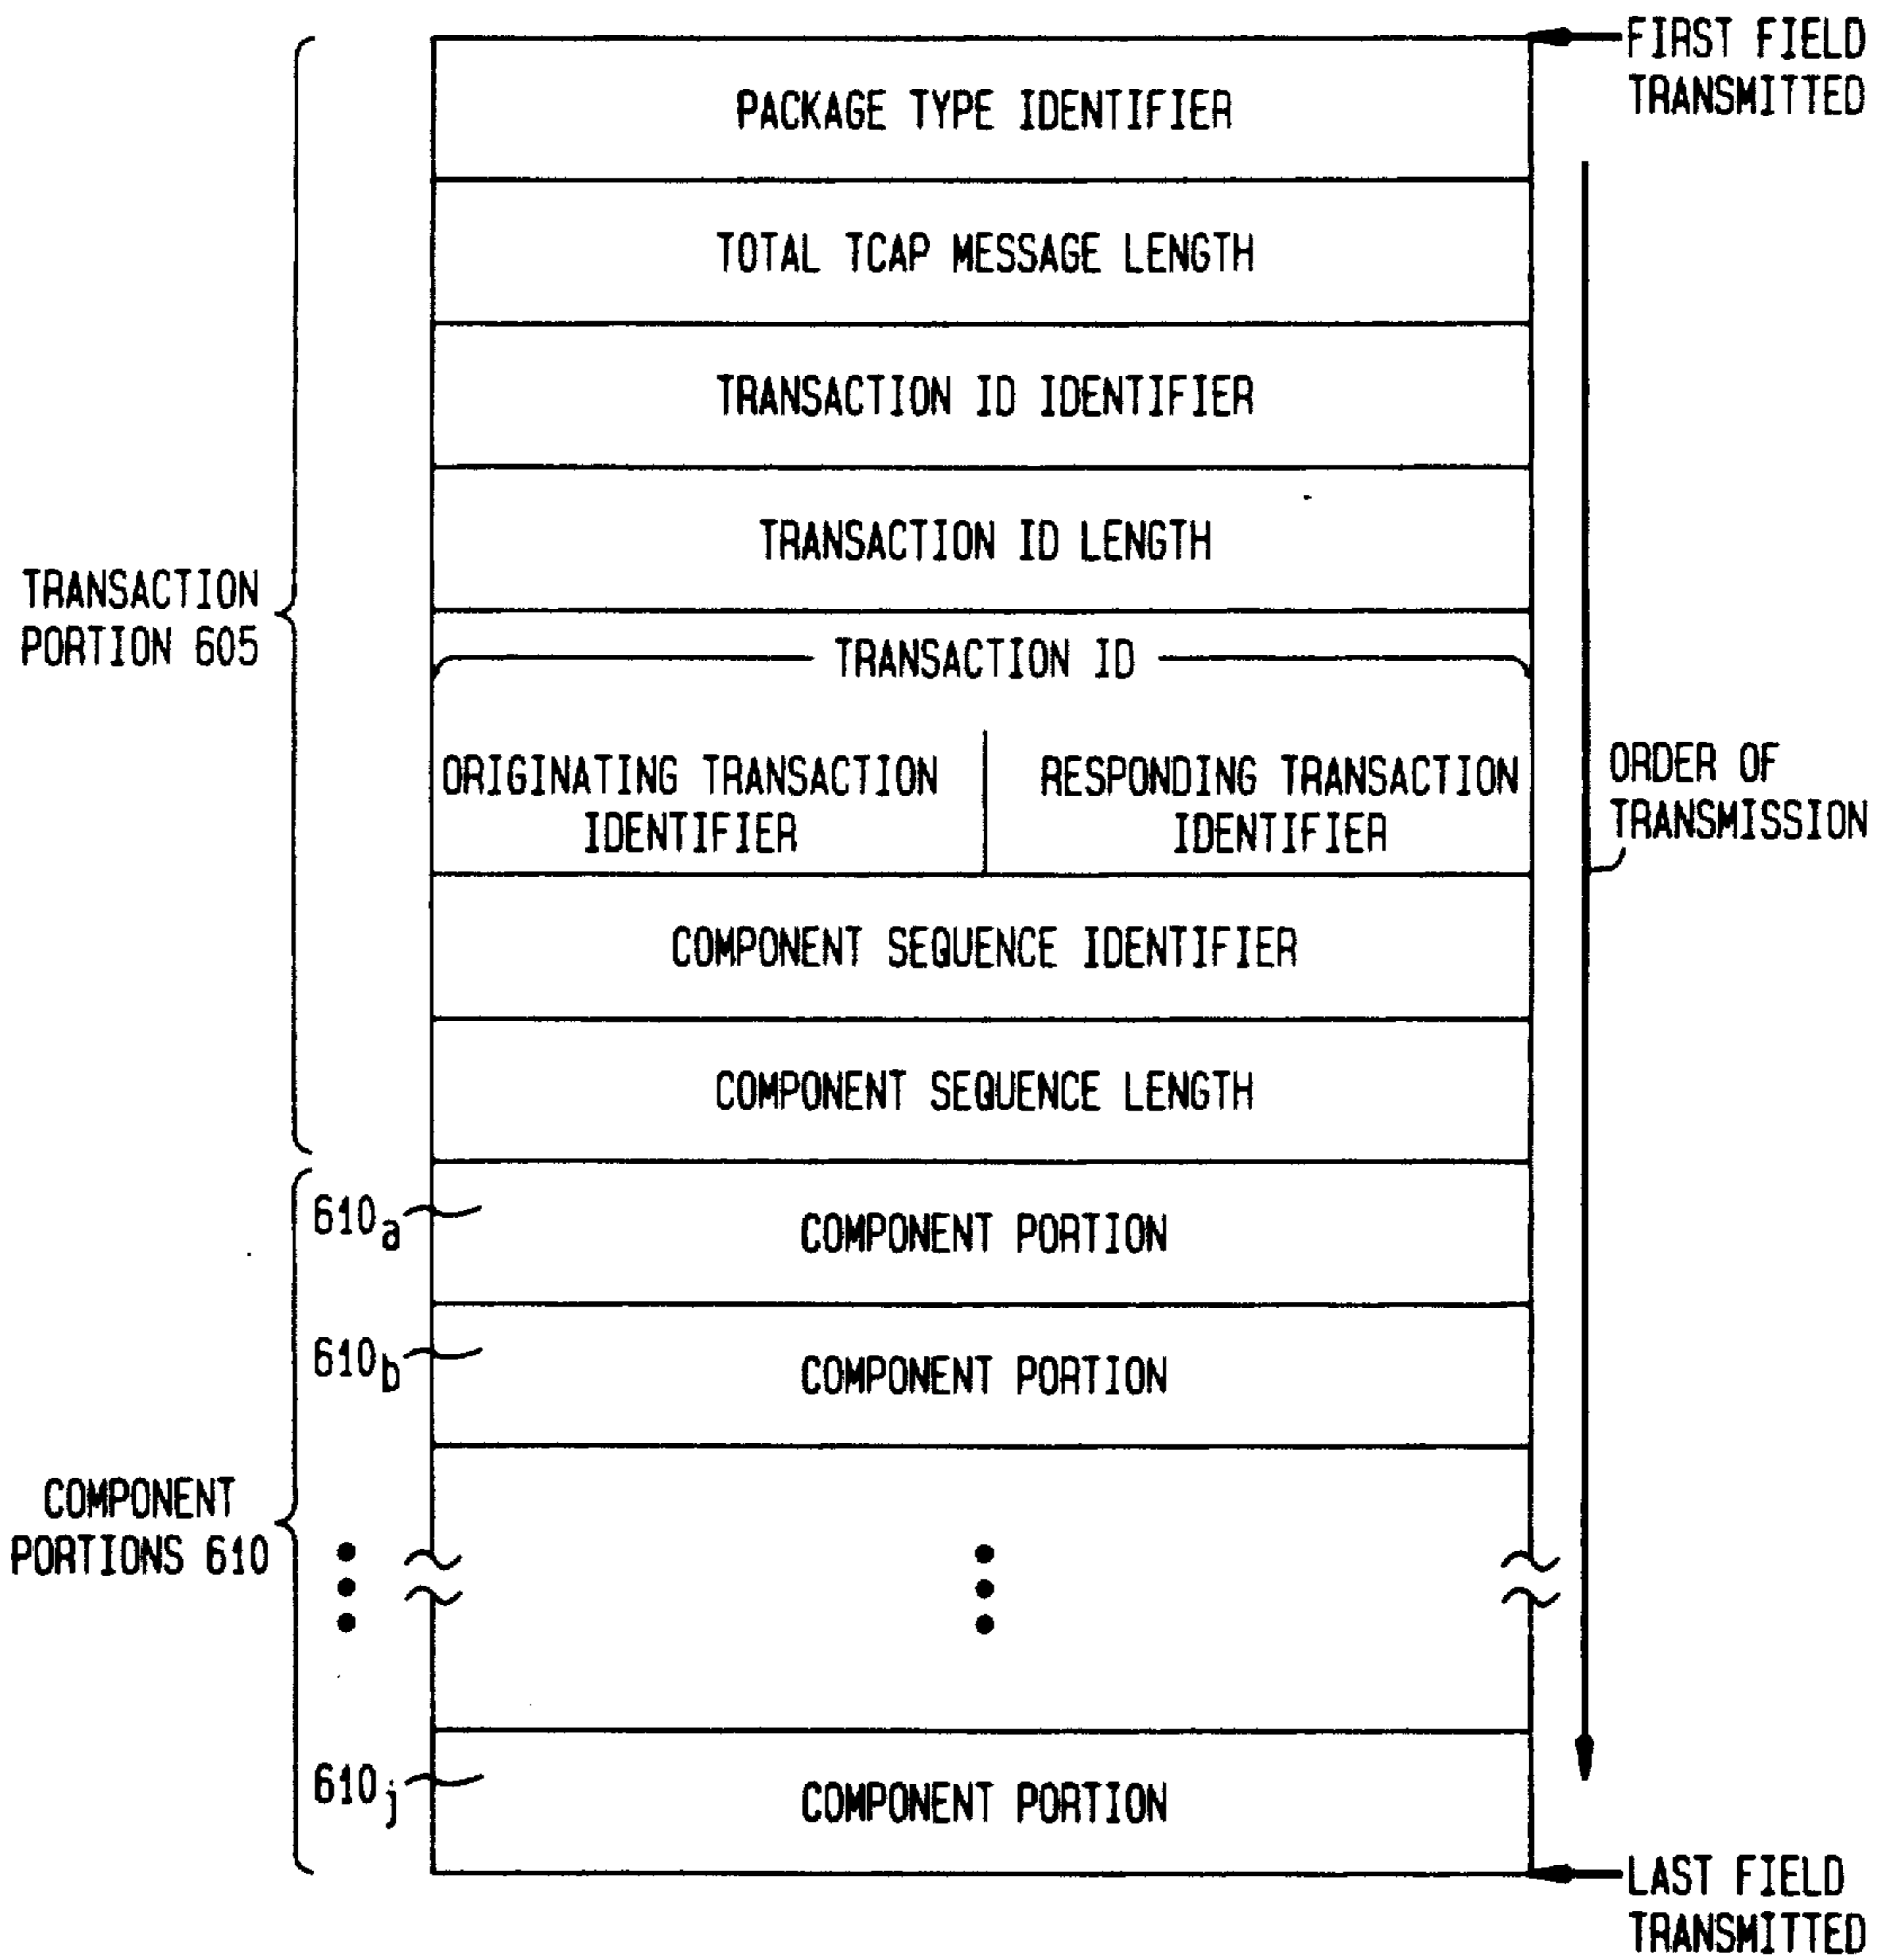 FIRST FIELD
TRANSMITTED
PACKAGE TYPE IDENTIFIER
TOTAL TCAP MESSAGE LENGTH
TRANSACTION ID IDENTIFIER
TRANSACTION ID LENGTH
TRANSACTION
PORTION 605
TRANSACTION ID
ORIGINATING TRANSACTION
IDENTIFIER
RESPONDING TRANSACTION
IDENTIFIER
ORDER OF
TRANSMISSION
COMPONENT SEQUENCE IDENTIFIER
COMPONENT SEQUENCE LENGTH
610a
COMPONENT PORTION
610b
COMPONENT PORTION
COMPONENT
PORTIONS 610
610j
COMPONENT PORTION
LAST FIELD
TRANSMITTED